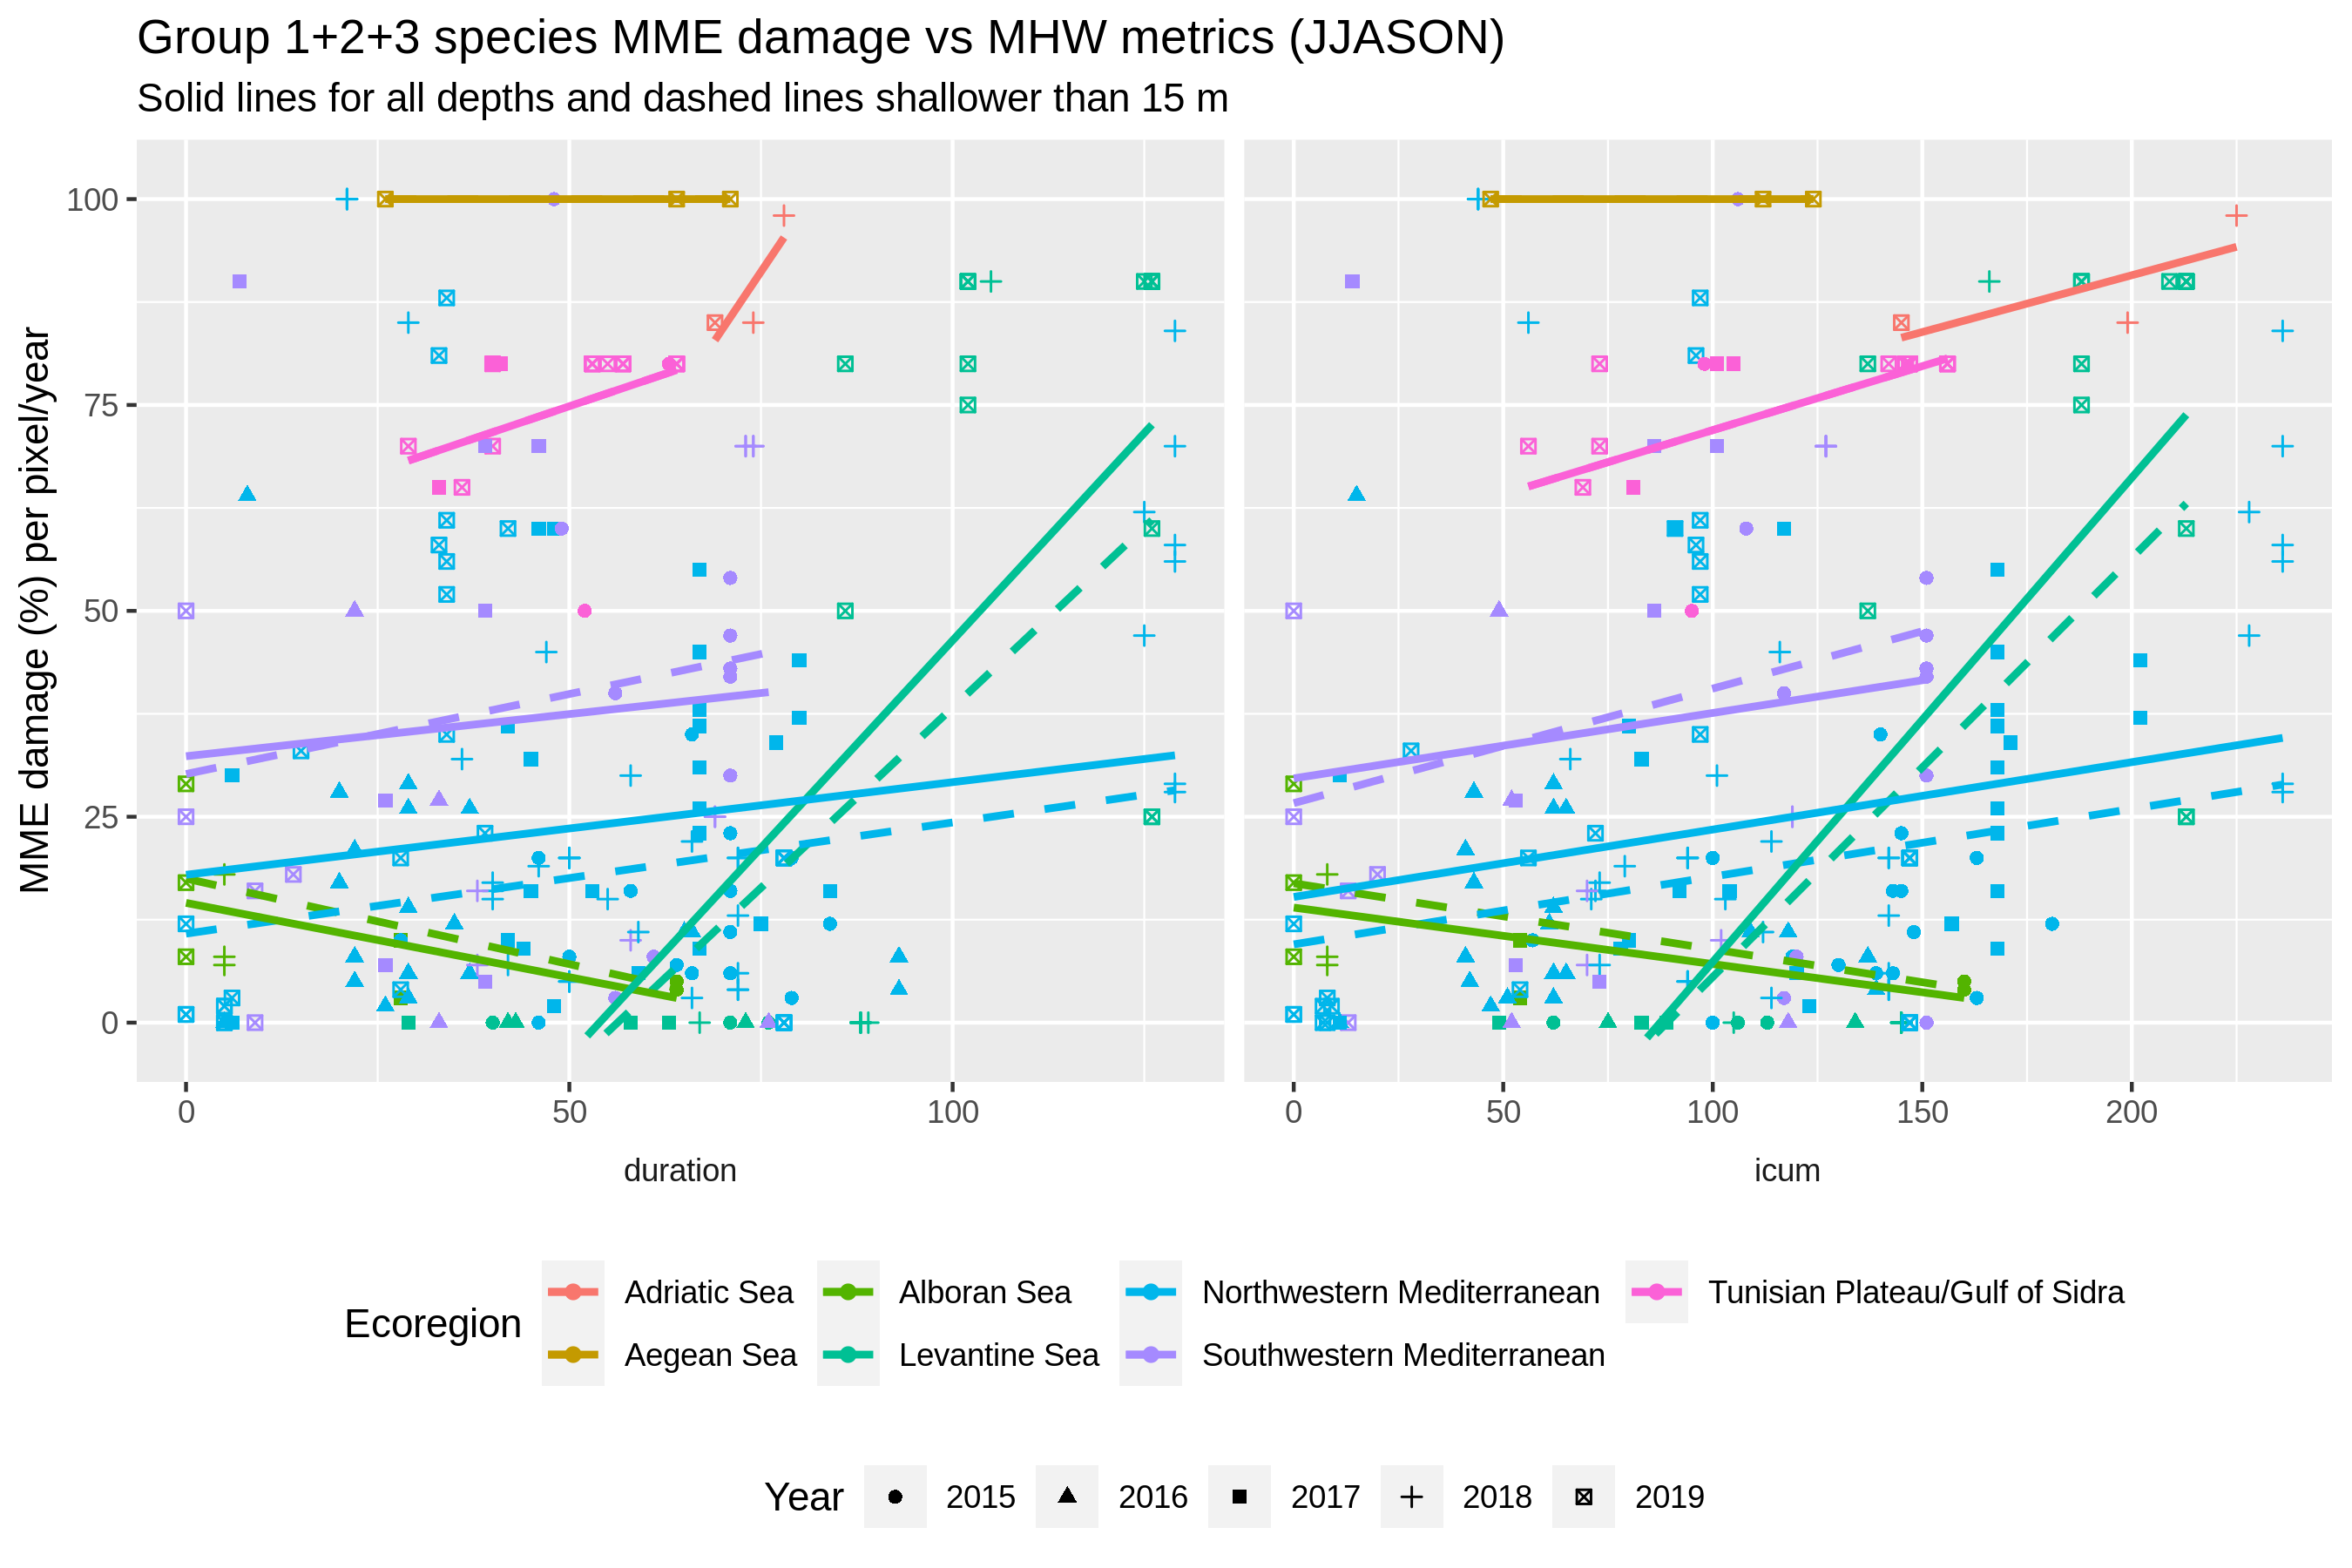 Group 1+2+3 species MME damage vs MHW metrics (JJASON)
Solid lines for all depths and dashed lines shallower than 15 m
MME damage (%) per pixel/year
100
75
50
25
0
0 50 100
0 50 100 150 200
duration
icum
Ecoregion
Adriatic Sea Alboran Sea Northwestern Mediterranean Tunisian Plateau/Gulf of Sidra
Aegean Sea Levantine Sea Southwestern Mediterranean
Year 2015 2016 2017 2018 2019